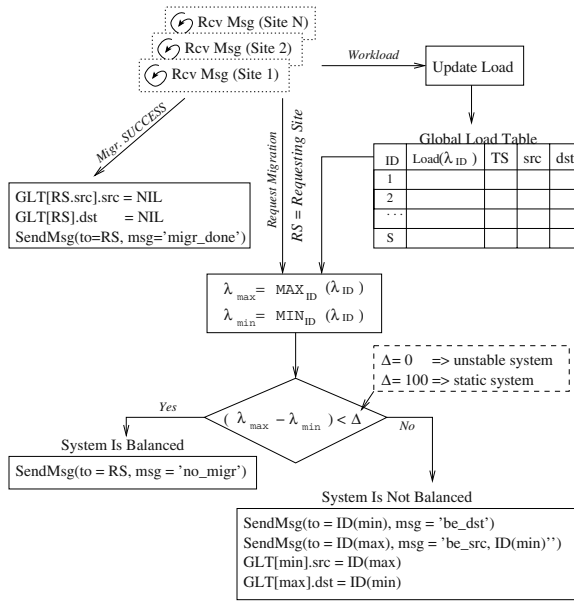 Rcv Msg (Site N)
Rcv Msg (Site 2)
Rcv Msg (Site 1)
Workload
Update Load
Migr. SUCCESS
Request Migration
RS = Requesting Site
Global Load Table
ID Load(λ ID ) TS src dst
1
2
...
S
GLT[RS.src].src = NIL
GLT[RS].dst = NIL
SendMsg(to=RS, msg='migr_done')
λ max = MAX ID (λ ID )
λ min = MIN ID (λ ID )
Δ= 0 => unstable system
Δ= 100 => static system
( λ max – λ min ) < Δ
Yes
No
System Is Balanced
SendMsg(to = RS, msg = 'no_migr')
System Is Not Balanced
SendMsg(to = ID(min), msg = 'be_dst')
SendMsg(to = ID(max), msg = 'be_src, ID(min)'')
GLT[min].src = ID(max)
GLT[max].dst = ID(min)